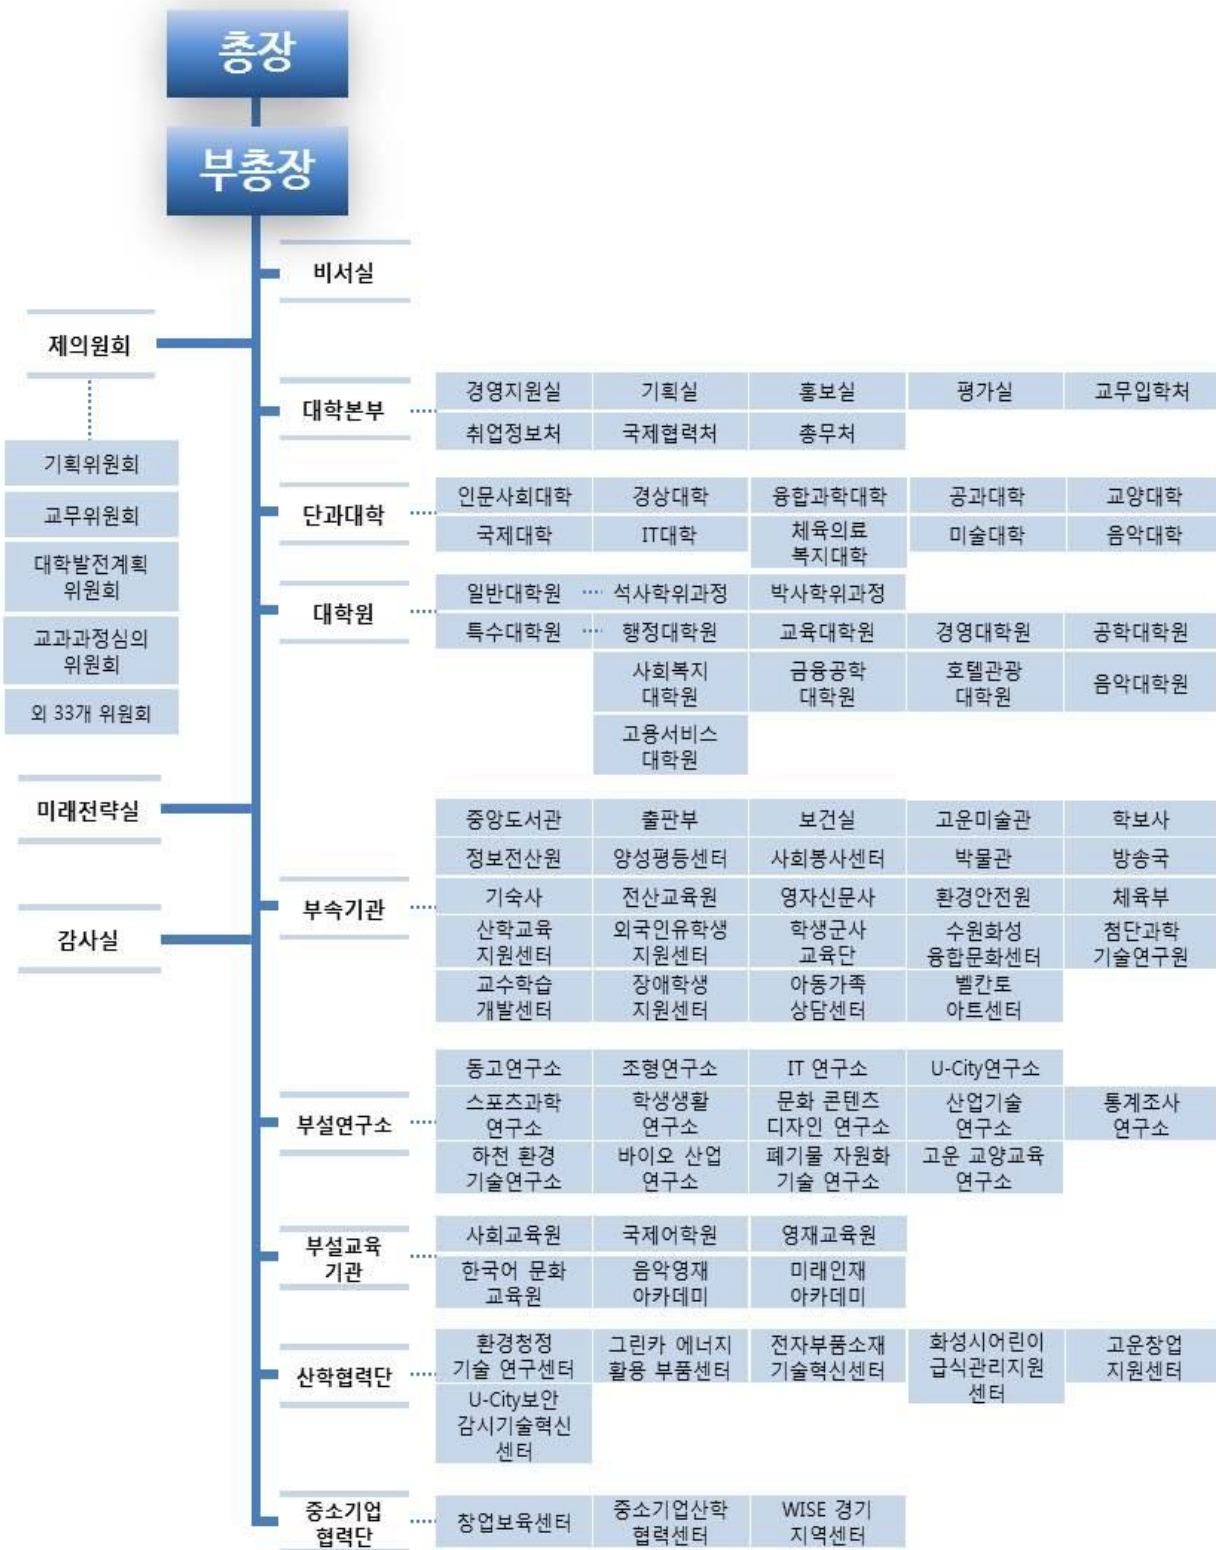 총장
부총장
비서실
제의원회
기획위원회
교무위원회
대학발전계획
위원회
교과과정심의
위원회
외 33개 위원회
미래전략실
감사실
대학본부
경영지원실 기획실 홍보실 평가실 교무입학처
취업정보처 국제협력처 총무처
단과대학
인문사회대학 경상대학 융합과학대학 공과대학 교양대학
국제대학 IT대학 체육의료
복지대학 미술대학 음악대학
대학원
일반대학원 석사학위과정 박사학위과정
특수대학원 행정대학원 교육대학원 경영대학원 공학대학원
사회복지 금융공학 호텔관광 음악대학원
대학원 대학원 대학원
고용서비스
대학원
부속기관
중앙도서관 출판부 보건실 고운미술관 학보사
정보전산원 양성평등센터 사회봉사센터 박물관 방송국
기숙사 전산교육원 영자신문사 환경안전원 체육부
산학교육 외국인유학생 학생군사 수원화성 첨단과학
지원센터 지원센터 교육단 융합문화센터 기술연구원
교수학습 장애학생 아동가족 벨칸토
개발센터 지원센터 상담센터 아트센터
부설연구소
동고연구소 조형연구소 IT 연구소 U-City연구소
스포츠과학 학생생활 문화 콘텐츠 산업기술 통계조사
연구소 연구소 디자인 연구소 연구소 연구소
하천 환경 바이오 산업 폐기물 자원화 고운 교양교육
기술연구소 연구소 기술 연구소 연구소
부설교육
기관
사회교육원 국제어학원 영재교육원
한국어 문화 음악영재 미래인재
교육원 아카데미 아카데미
산학협력단
환경청정 그린카 에너지 전자부품소재 화성시어린이 고운창업
기술 연구센터 활용 부품센터 기술혁신센터 급식관리지원 지원센터
센터
U-City보안
감시기술혁신
센터
중소기업
협력단
창업보육센터 중소기업산학 WISE 경기
협력센터 지역센터